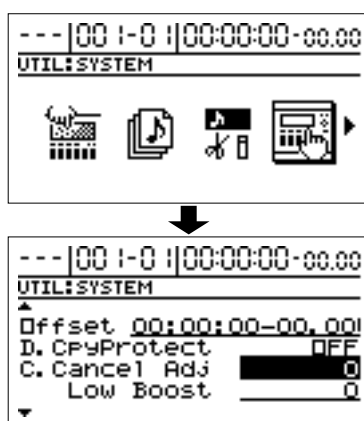 ---|001-01|00:00:00-00.00
UTIL:SYSTEM
---|001-01|00:00:00-00.00
UTIL:SYSTEM
Offset 00:00:00-00.00
D.CpyProtect OFF
C.Cancel Adj 0
Low Boost 0